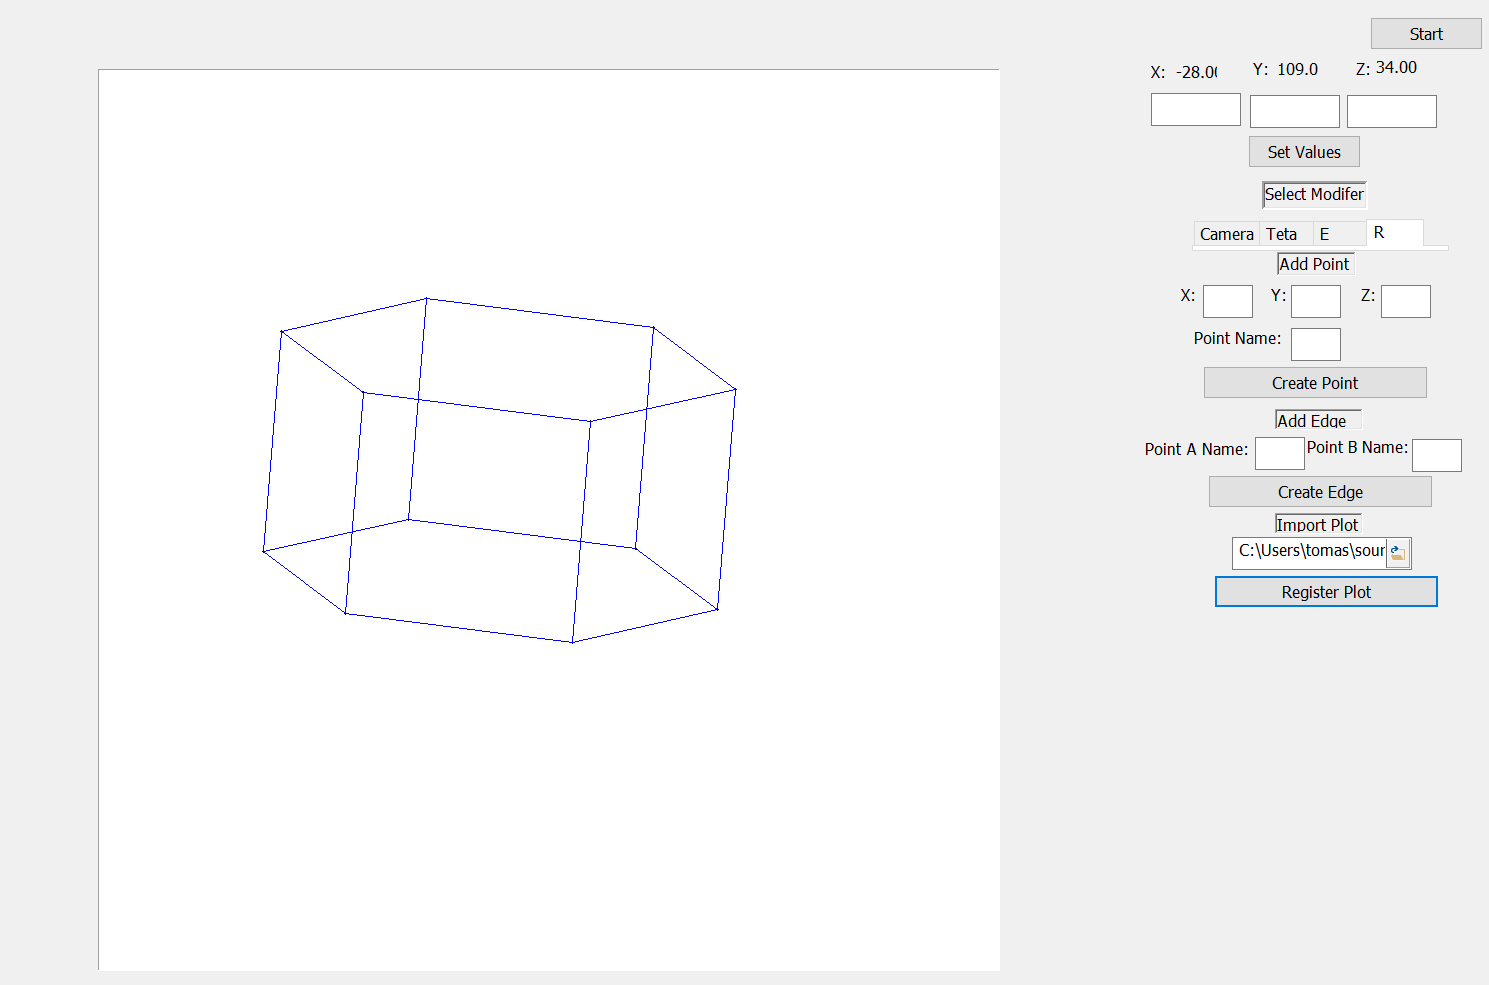 Start
X: -28.00 Y: 109.0 Z: 34.00
Set Values
Select Modifer
Camera Teta E R
Add Point
X: Y: Z:
Point Name:
Create Point
Add Edge
Point A Name: Point B Name:
Create Edge
Import Plot
C:\Users\tomas\sour
Register Plot